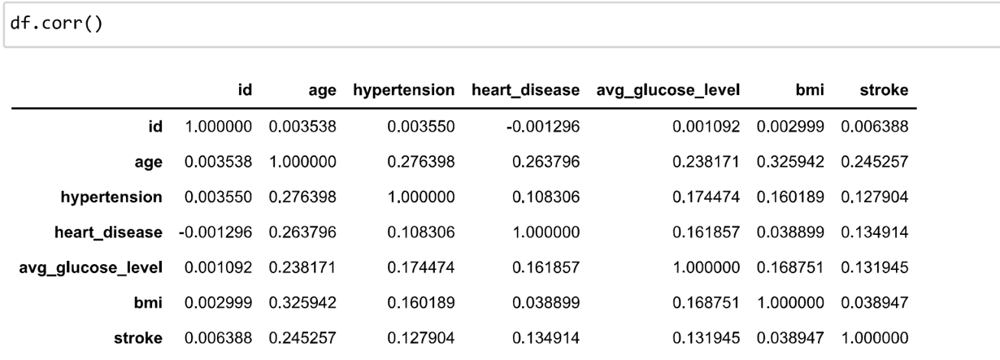 df.corr()
id age hypertension heart_disease avg_glucose_level bmi stroke
id 1.000000 0.003538 0.003550 -0.001296 0.001092 0.002999 0.006388
age 0.003538 1.000000 0.276398 0.263796 0.238171 0.325942 0.245257
hypertension 0.003550 0.276398 1.000000 0.108306 0.174474 0.160189 0.127904
heart_disease -0.001296 0.263796 0.108306 1.000000 0.161857 0.038899 0.134914
avg_glucose_level 0.001092 0.238171 0.174474 0.161857 1.000000 0.168751 0.131945
bmi 0.002999 0.325942 0.160189 0.038899 0.168751 1.000000 0.038947
stroke 0.006388 0.245257 0.127904 0.134914 0.131945 0.038947 1.000000